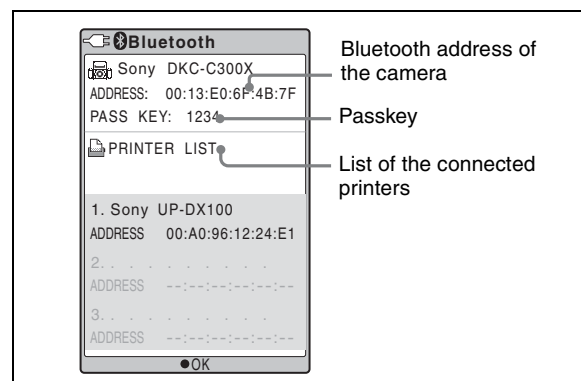 Bluetooth
Sony DKC-C300X
ADDRESS: 00:13:E0:6F:4B:7F
PASS KEY: 1234
PRINTER LIST
1. Sony UP-DX100
ADDRESS 00:A0:96:12:24:E1
2. . . . . . . . . .
ADDRESS --:--:--:--:--:--
3. . . . . . . . . .
ADDRESS --:--:--:--:--:--
●OK
Bluetooth address of
the camera
Passkey
List of the connected
printers